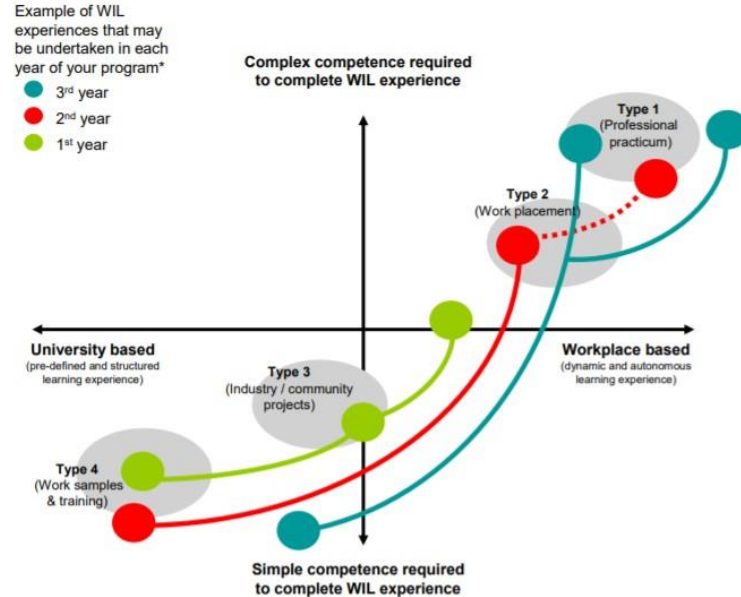 Example of WIL
experiences that may
be undertaken in each
year of your program*
3rd year
2nd year
1st year
Complex competence required
to complete WIL experience
Type 1
(Professional
practicum)
Type 2
(Work placement)
University based
(pre-defined and structured
learning experience)
Workplace based
(dynamic and autonomous
learning experience)
Type 3
(Industry / community
projects)
Type 4
(Work samples
& training)
Simple competence required
to complete WIL experience